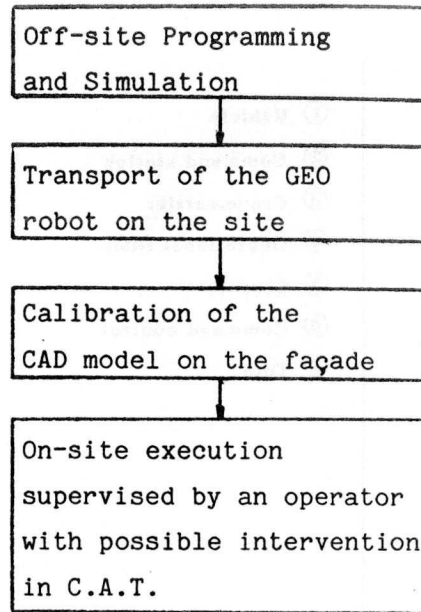 Off-site Programming
and Simulation
Transport of the GEO
robot on the site
Calibration of the
CAD model on the façade
On-site execution
supervised by an operator
with possible intervention
in C.A.T.